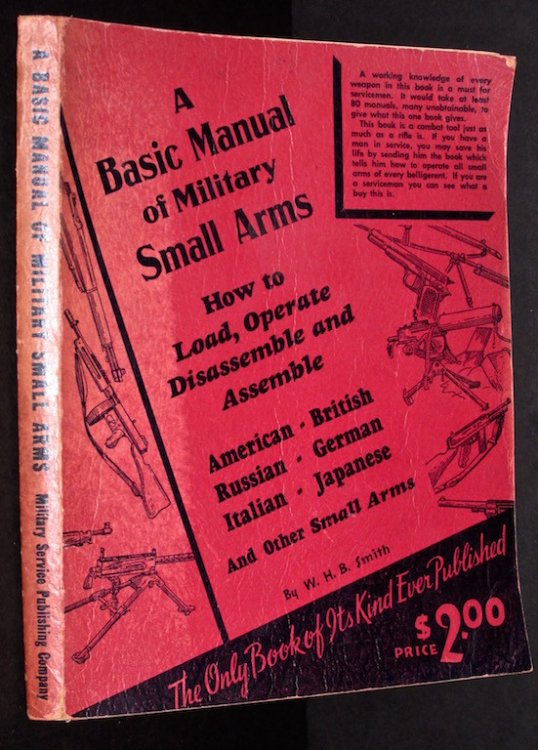 A BASIC MANUAL OF MILITARY SMALL ARMS Military Service Publishing Company
A
Basic Manual
of Military
Small Arms
A working knowledge of every
weapon in this book is a must for
servicemen. It would take at least
80 manuals, many unobtainable, to
give what this one book gives.
This book is a combat tool just as
much as a rifle is. If you have a
man in service, you may save his
life by sending him the book which
tells him how to operate all small
arms of every belligerent. If you are
a serviceman you can see what a
buy this is.
How to
Load, Operate
Disassemble and
Assemble
American - British
Russian - German
Italian - Japanese
And Other Small Arms
By W. H. B. Smith
The Only Book of Its Kind Ever Published
$2.00
PRICE